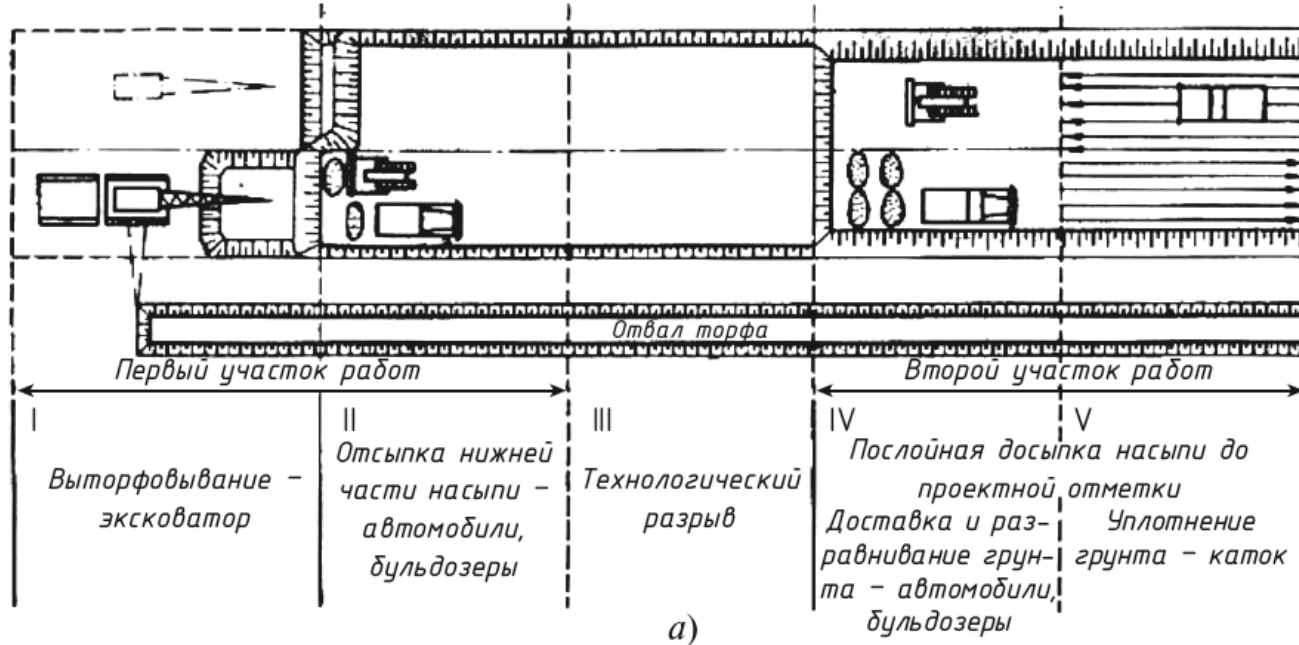 Отвал торфа
Первый участок работ
Второй участок работ
I
II
III
IV
V
Выторфовывание –
эксковатор
Отсыпка нижней
части насыпи –
автомобили,
бульдозеры
Технологический
разрыв
Послойная досыпка насыпи до
проектной отметки
Доставка и раз-
равнивание грун-
та – автомобили,
бульдозеры
Уплотнение
грунта – каток
а)